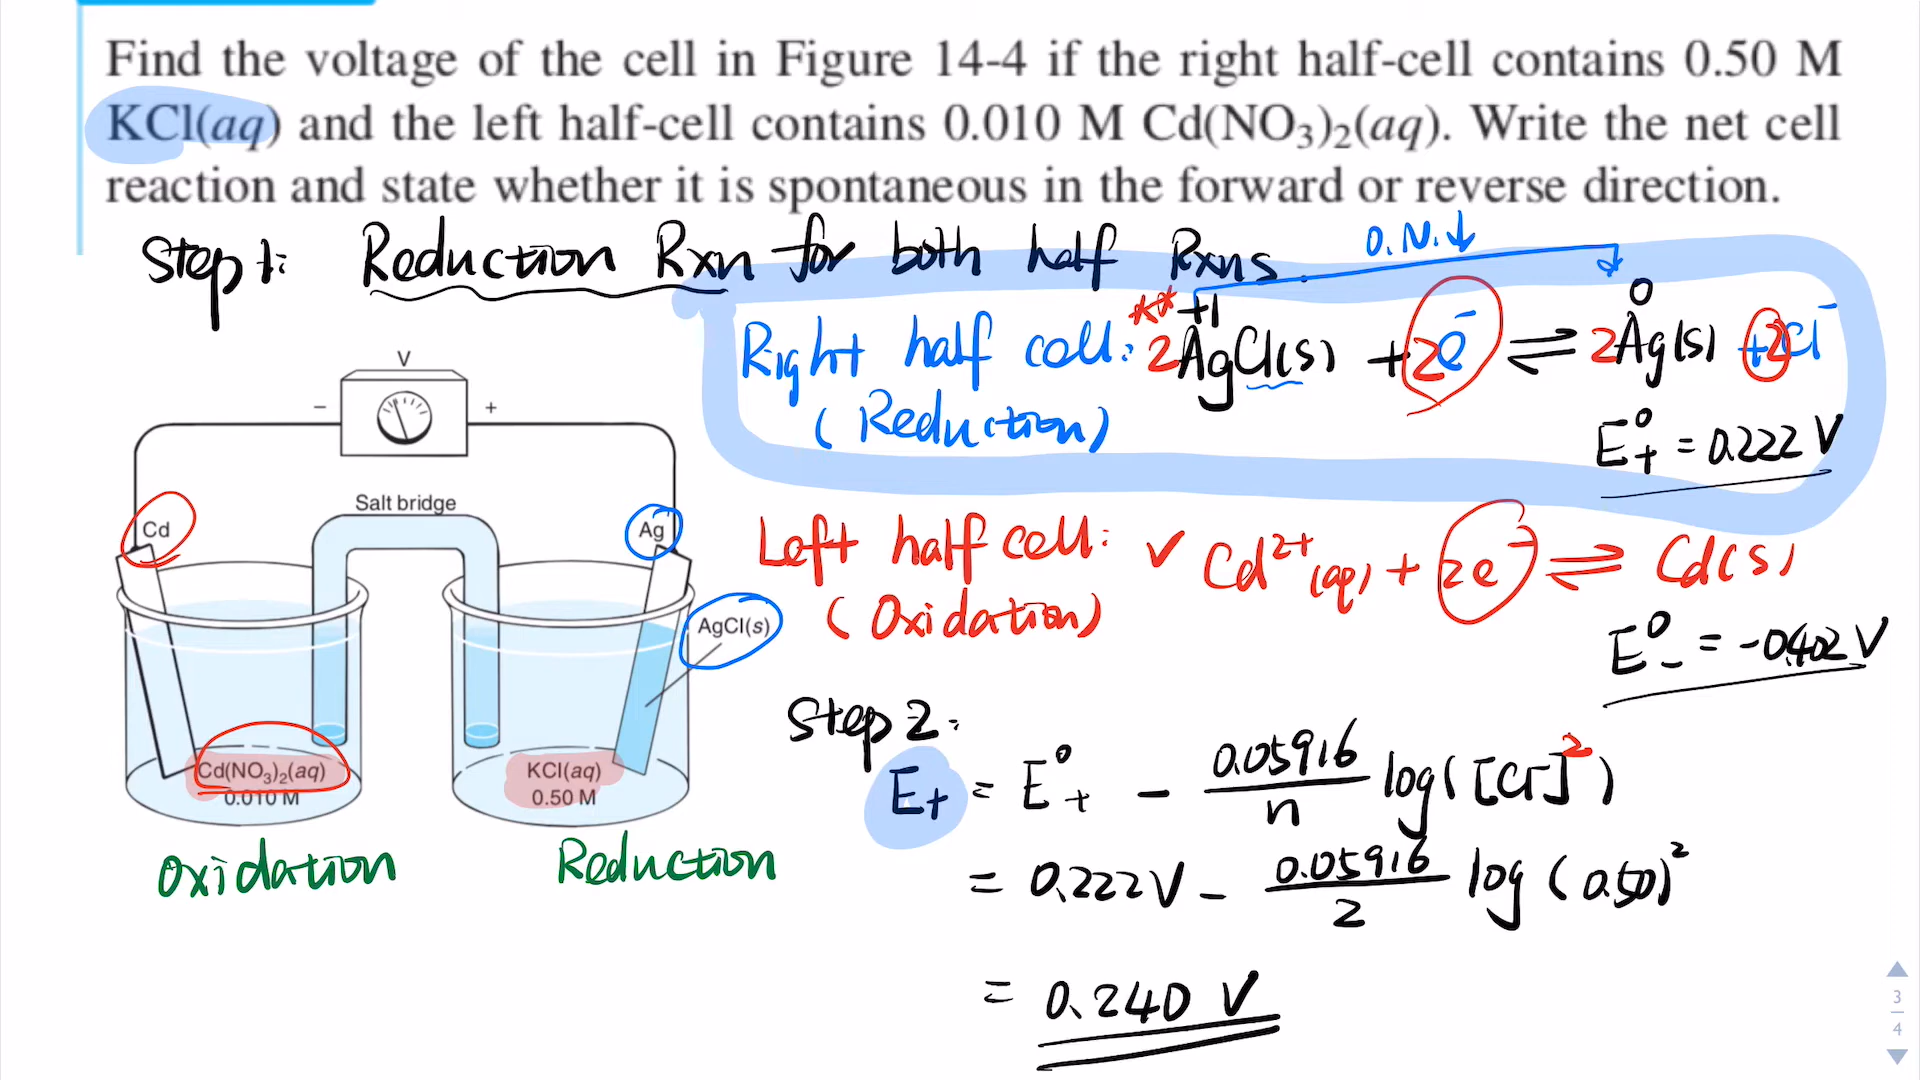 Find the voltage of the cell in Figure 14-4 if the right half-cell contains 0.50 M
KCl(aq) and the left half-cell contains 0.010 M Cd(NO₃)₂(aq). Write the net cell
reaction and state whether it is spontaneous in the forward or reverse direction.
Step 1: Reduction Rxn for both half Rxns.
O.N.↓
** +1 0
Right half cell: 2AgCl(s) + 2e⁻ ⇌ 2Ag(s) + 2Cl⁻
(Reduction)
E°₊ = 0.222 V
V
− +
Salt bridge
Cd
Ag
AgCl(s)
Cd(NO₃)₂(aq)
0.010 M
KCl(aq)
0.50 M
Oxidation
Reduction
Left half cell: ✓ Cd²⁺(aq) + 2e⁻ ⇌ Cd(s)
(Oxidation)
E°₋ = -0.402 V
Step 2:
E₊ = E°₊ − 0.05916/n log([Cl⁻]²)
= 0.222 V − 0.05916/2 log(0.50)²
= 0.240 V
3
4